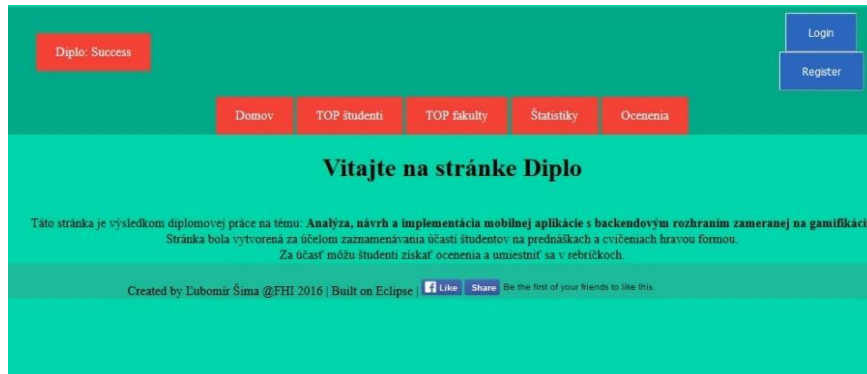 Diplo: Success
Login
Register
Domov
TOP študenti
TOP fakulty
Štatistiky
Ocenenia
Vitajte na stránke Diplo
Táto stránka je výsledkom diplomovej práce na tému: Analýza, návrh a implementácia mobilnej aplikácie s backendovým rozhraním zameranej na gamifikáci
Stránka bola vytvorená za účelom zaznamenávania účasti študentov na prednáškach a cvičeniach hravou formou.
Za účasť môžu študenti získať ocenenia a umiestniť sa v rebríčkoch.
Created by Ľubomír Šima @FHI 2016 | Built on Eclipse | Like Share Be the first of your friends to like this.